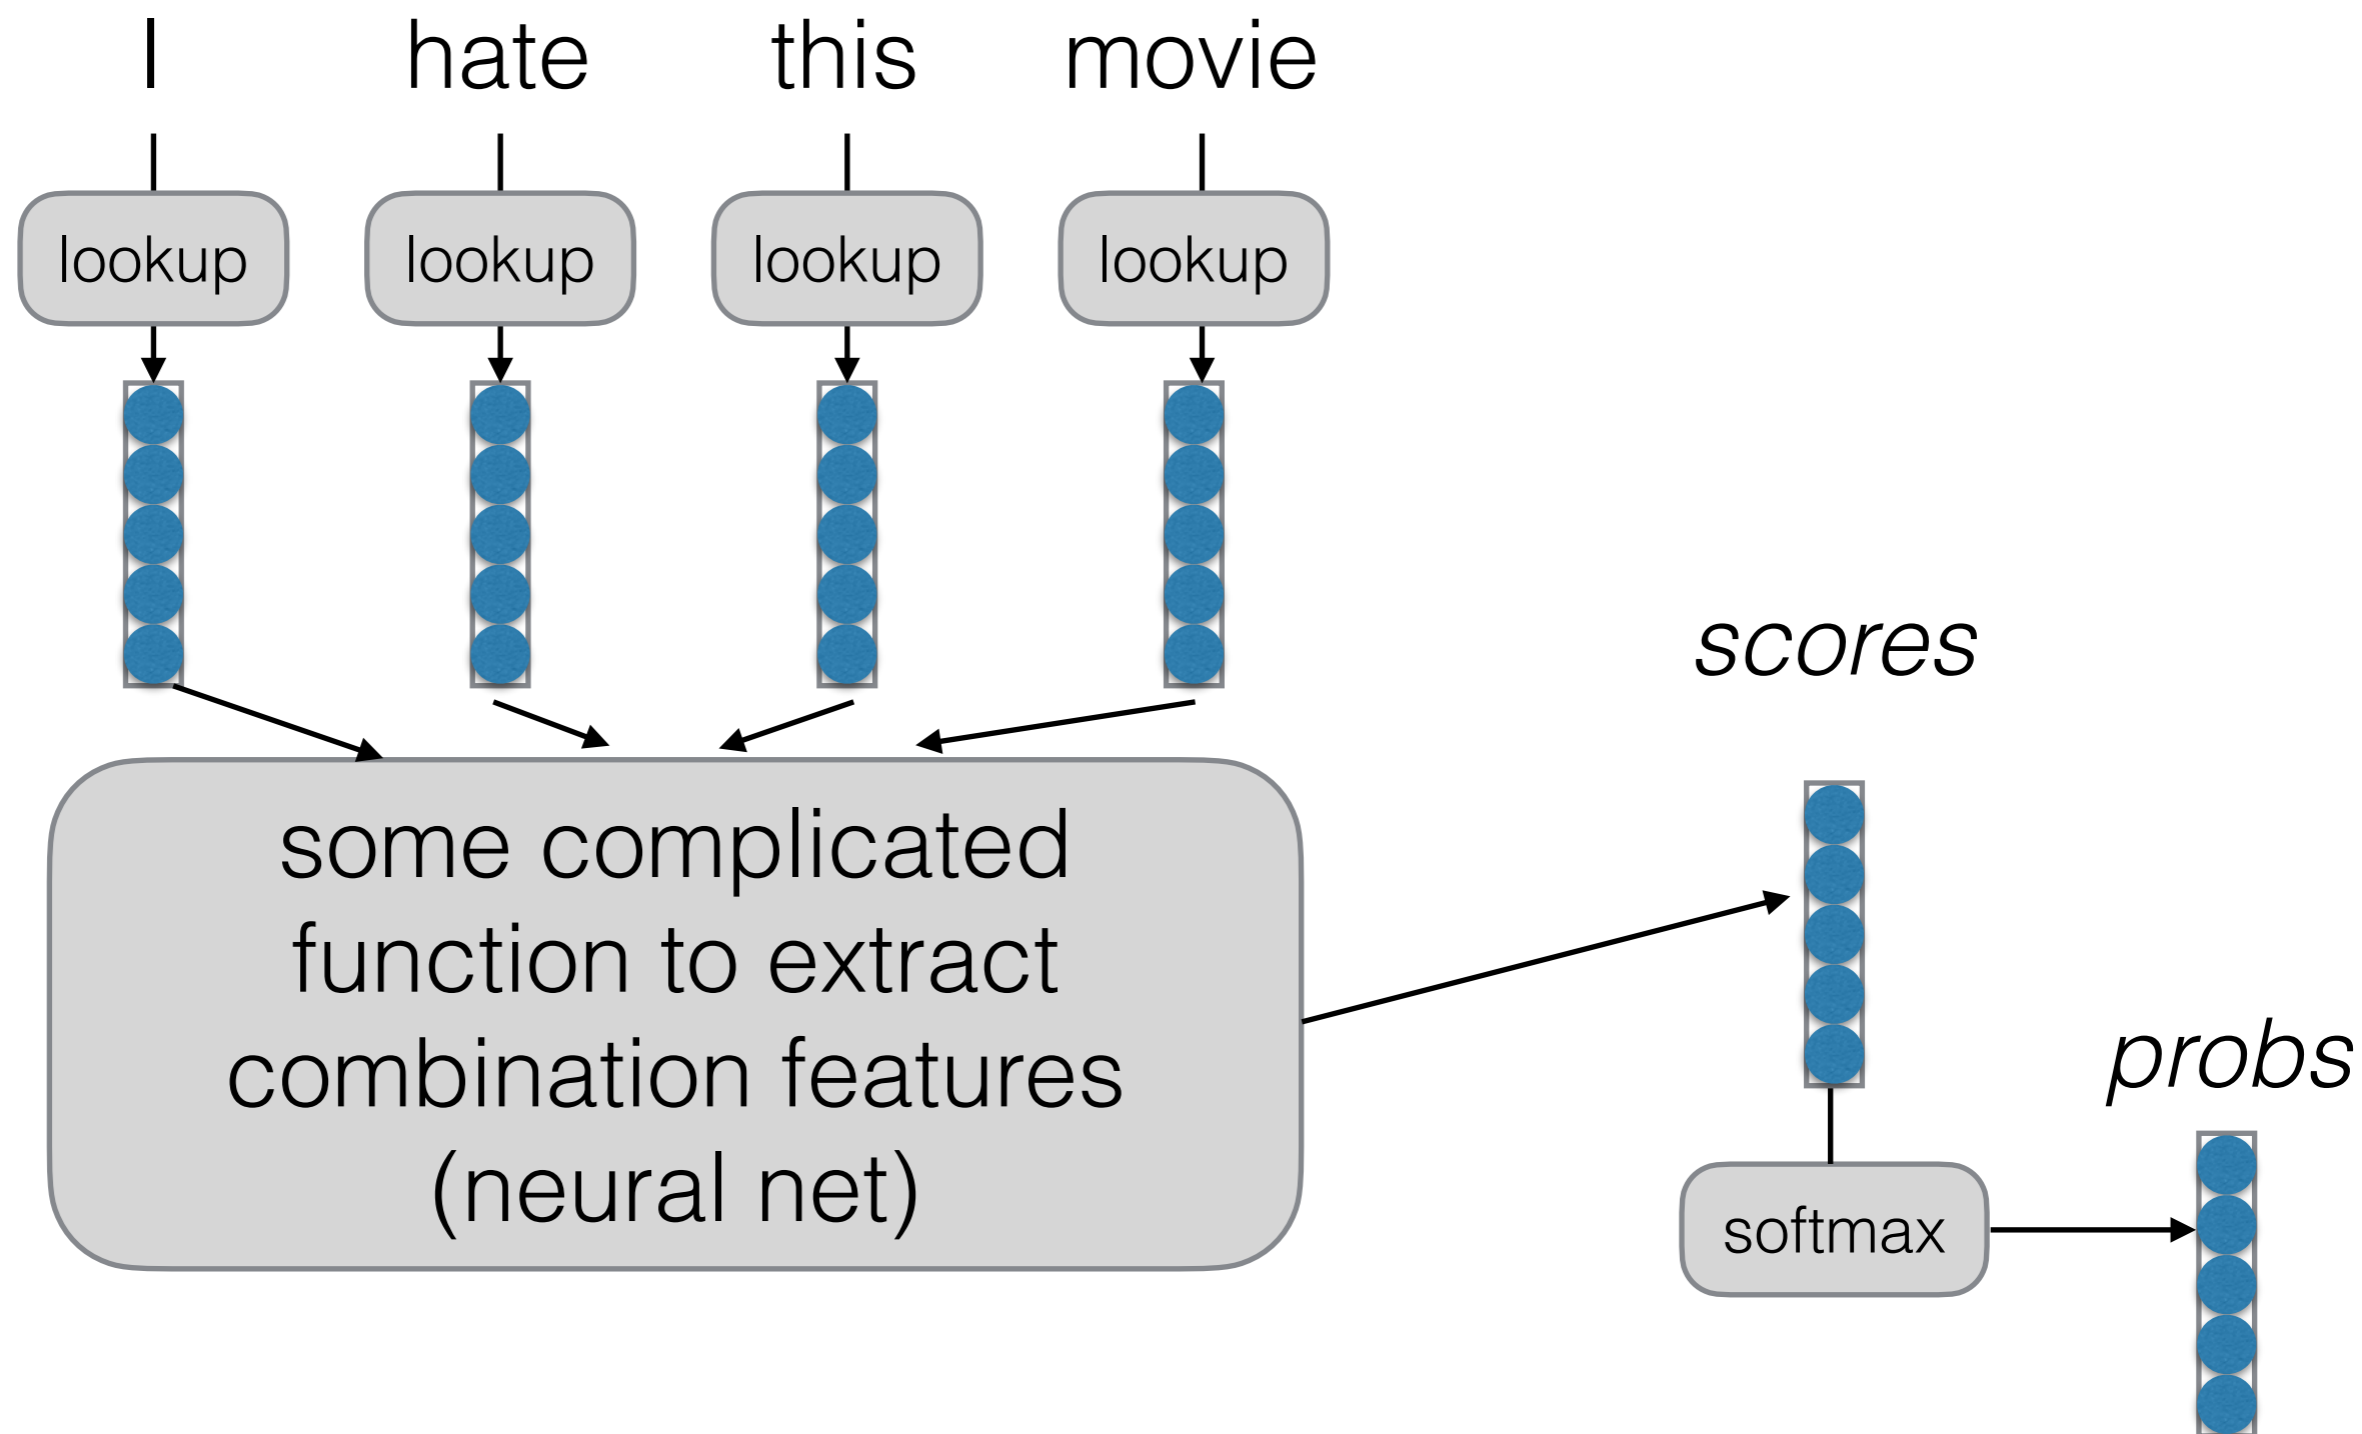 I hate this movie
lookup lookup lookup lookup
scores
some complicated
function to extract
combination features
(neural net)
probs
softmax